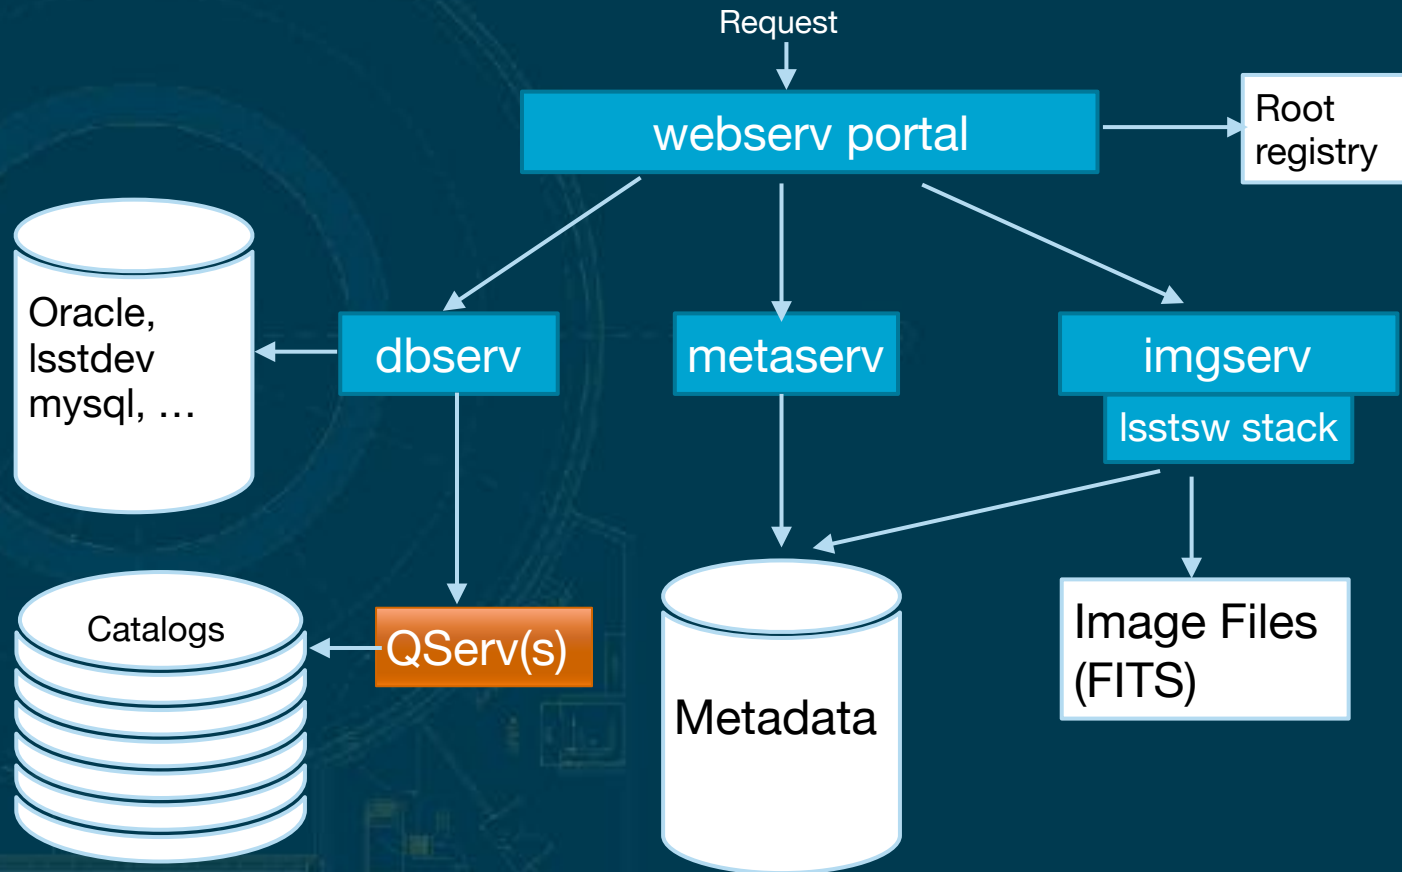 Request
webserv portal
Root
registry
Oracle,
lsstdev
mysql, …
dbserv
metaserv
imgserv
lsstsw stack
Catalogs
QServ(s)
Metadata
Image Files
(FITS)